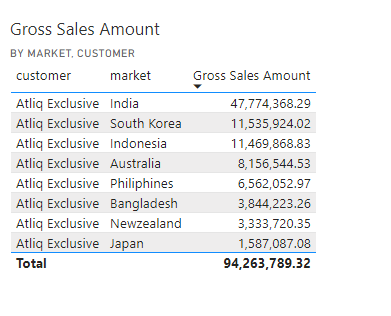 Gross Sales Amount
BY MARKET, CUSTOMER
customer market Gross Sales Amount
Atliq Exclusive India 47,774,368.29
Atliq Exclusive South Korea 11,535,924.02
Atliq Exclusive Indonesia 11,469,868.83
Atliq Exclusive Australia 8,156,544.53
Atliq Exclusive Philiphines 6,562,052.97
Atliq Exclusive Bangladesh 3,844,223.26
Atliq Exclusive Newzealand 3,333,720.35
Atliq Exclusive Japan 1,587,087.08
Total 94,263,789.32